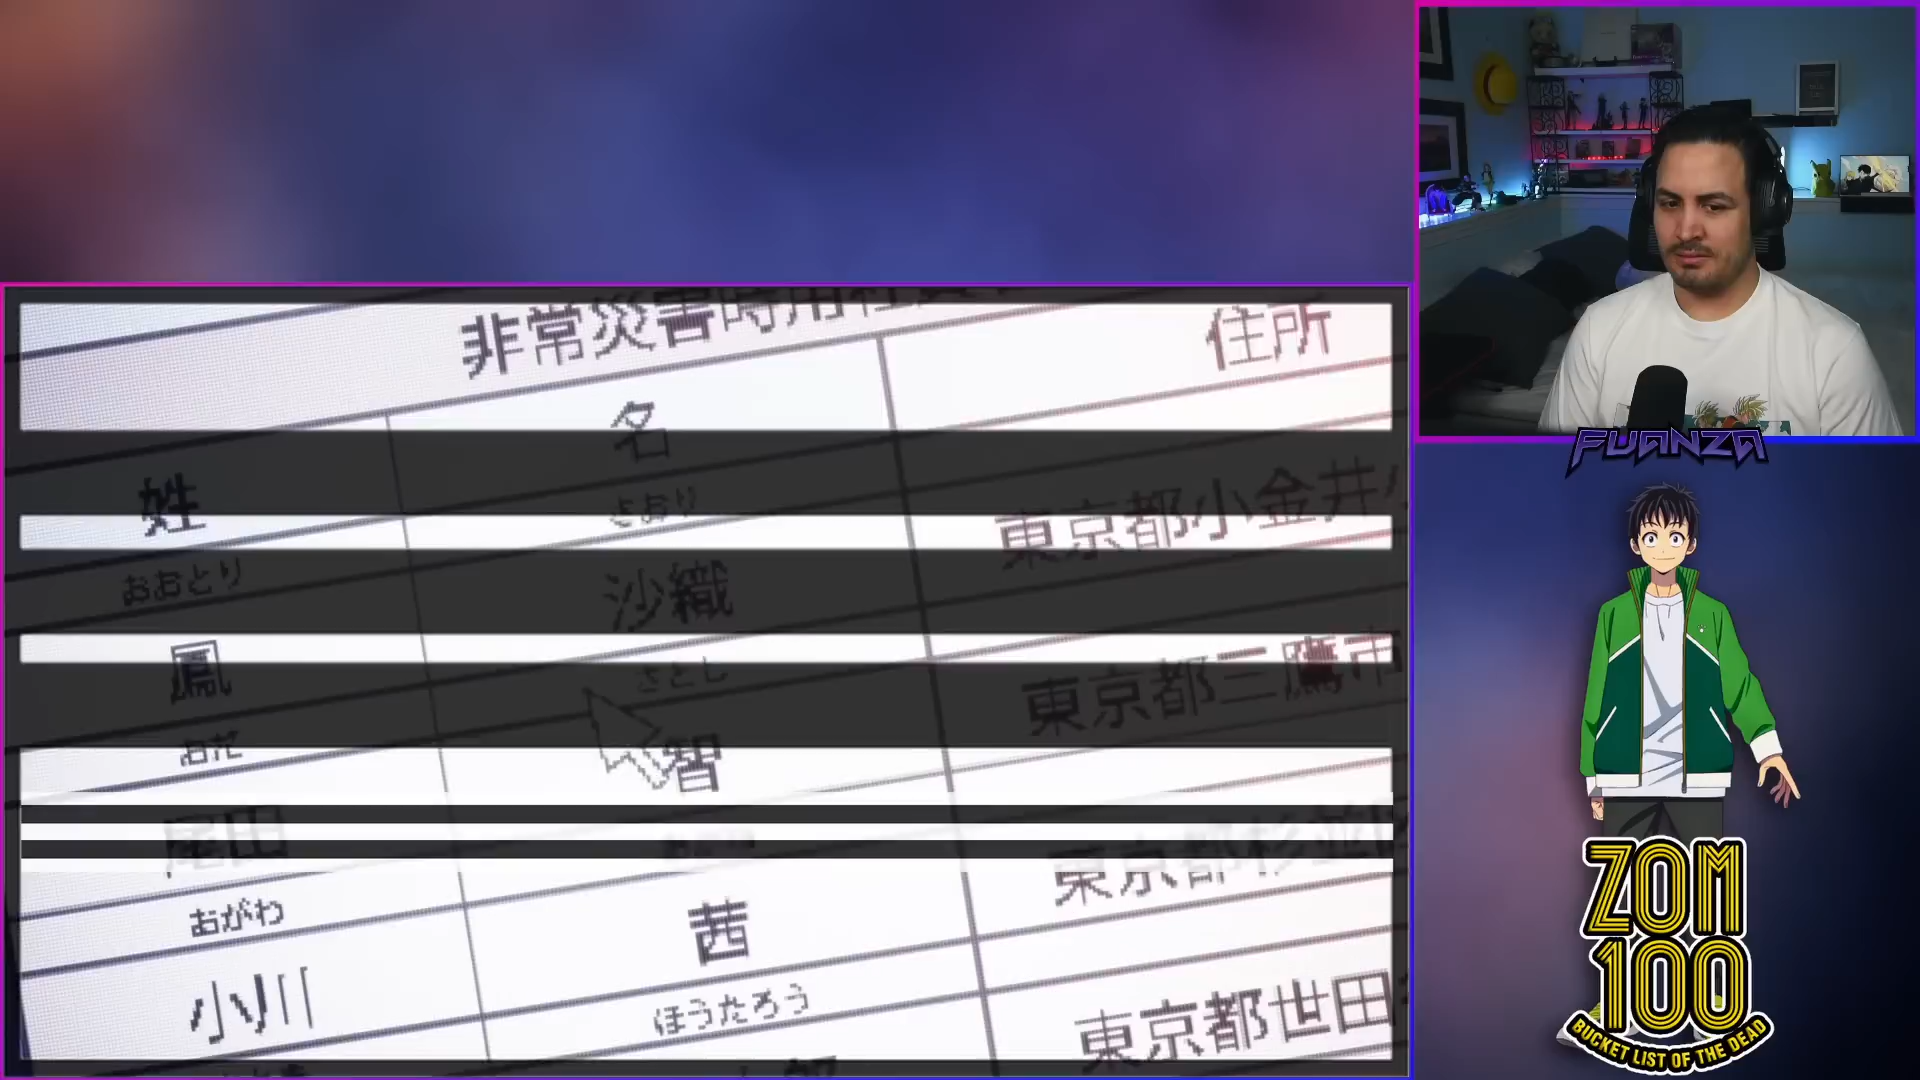 非常災害時用社員
住所
姓
名
おおとり
さおり
鳳
沙織
東京都小金井
おだ
さとし
尾田
智
東京都三鷹市
おがわ
小川
茜
東京都杉並区
ほうたろう
東京都世田
FUANZA
ZOM
100
BUCKET LIST OF THE DEAD